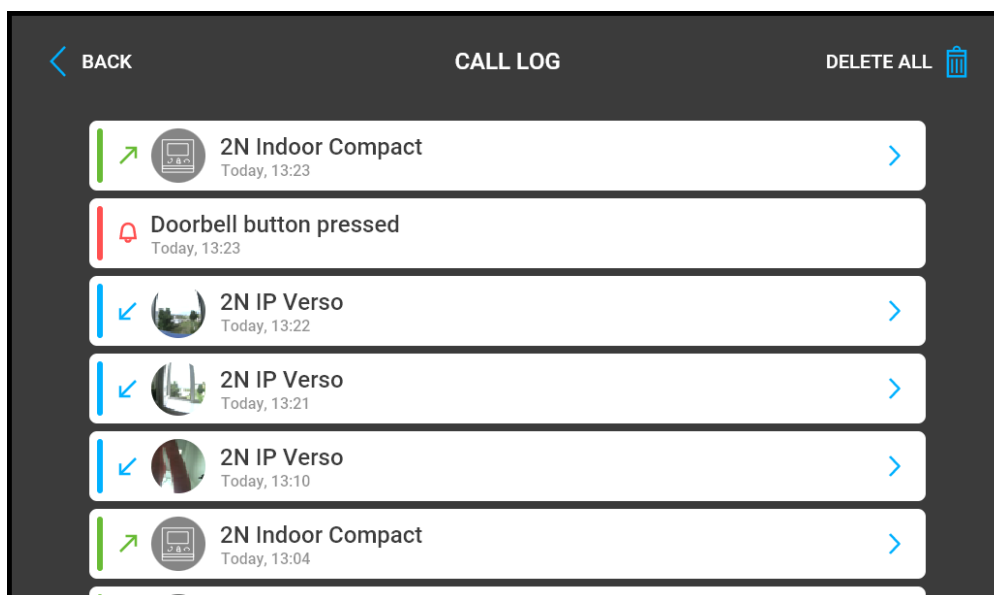 BACK
CALL LOG
DELETE ALL
2N Indoor Compact
Today, 13:23
Doorbell button pressed
Today, 13:23
2N IP Verso
Today, 13:22
2N IP Verso
Today, 13:21
2N IP Verso
Today, 13:10
2N Indoor Compact
Today, 13:04